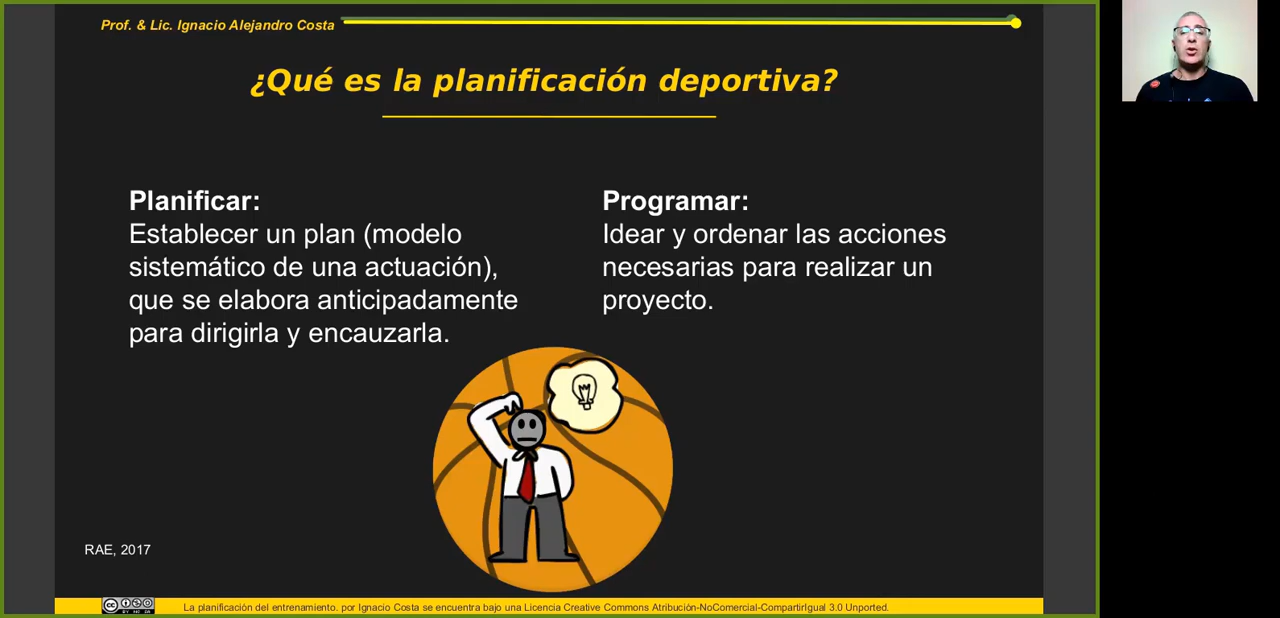 Prof. & Lic. Ignacio Alejandro Costa
¿Qué es la planificación deportiva?
Planificar:
Establecer un plan (modelo
sistemático de una actuación),
que se elabora anticipadamente
para dirigirla y encauzarla.
Programar:
Idear y ordenar las acciones
necesarias para realizar un
proyecto.
RAE, 2017
La planificación del entrenamiento. por Ignacio Costa se encuentra bajo una Licencia Creative Commons Atribución-NoComercial-CompartirIgual 3.0 Unported.